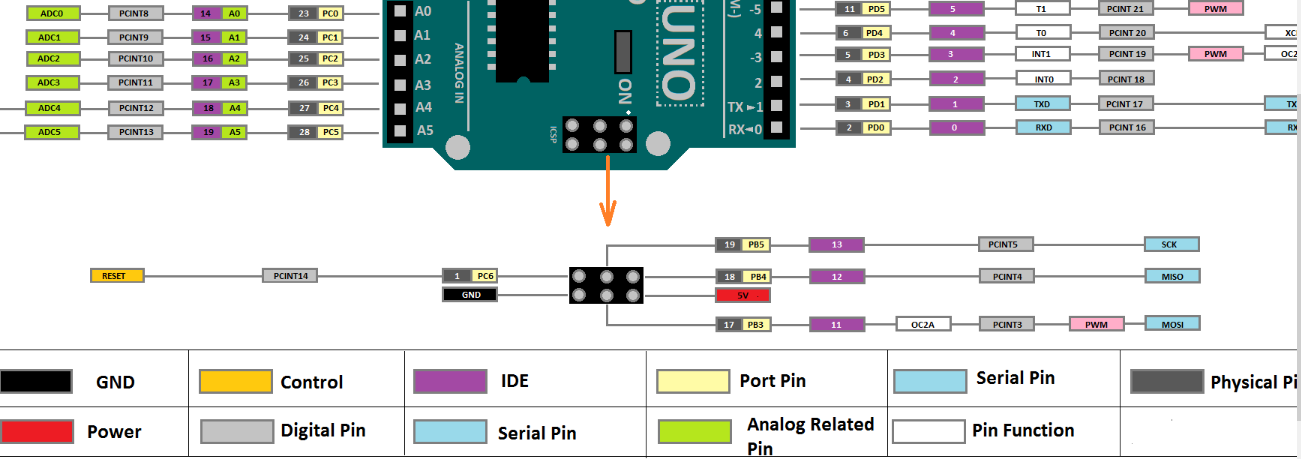 ADC0 PCINT8 14 A0 23 PC0 A0 -5 11 PD5 5 T1 PCINT 21 PWM
ADC1 PCINT9 15 A1 24 PC1 A1 4 6 PD4 4 T0 PCINT 20 XC
ADC2 PCINT10 16 A2 25 PC2 A2 3 5 PD3 3 INT1 PCINT 19 PWM OC2
ADC3 PCINT11 17 A3 26 PC3 A3 2 4 PD2 2 INT0 PCINT 18
ADC4 PCINT12 18 A4 27 PC4 A4 TX ►1 3 PD1 1 TXD PCINT 17 TX
ADC5 PCINT13 19 A5 28 PC5 A5 RX◄0 2 PD0 0 RXD PCINT 16 RX
ANALOG IN
ON
UNO
M-)
ICSP
19 PB5 13 PCINT5 SCK
RESET PCINT14 1 PC6 18 PB4 12 PCINT4 MISO
GND 5V
17 PB3 11 OC2A PCINT3 PWM MOSI
GND Control IDE Port Pin Serial Pin Physical Pi
Power Digital Pin Serial Pin Analog Related Pin Function
Pin